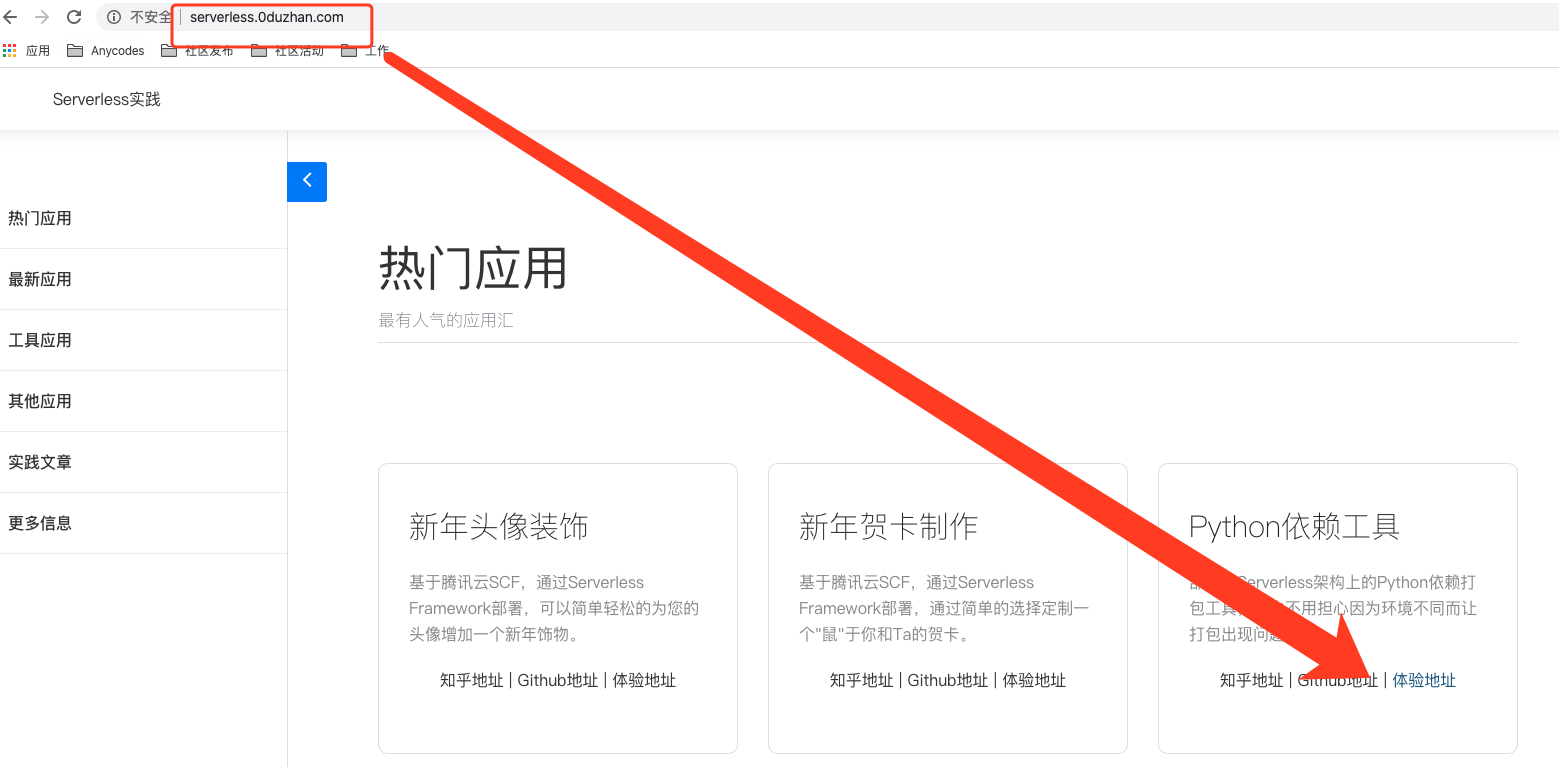 不安全 | serverless.0duzhan.com
应用 Anycodes 社区发布 社区活动 工作
Serverless实践
热门应用
最新应用
工具应用
其他应用
实践文章
更多信息
热门应用
最有人气的应用汇
新年头像装饰
基于腾讯云SCF，通过Serverless
Framework部署，可以简单轻松的为您的
头像增加一个新年饰物。
知乎地址 | Github地址 | 体验地址
新年贺卡制作
基于腾讯云SCF，通过Serverless
Framework部署，通过简单的选择定制一
个"鼠"于你和Ta的贺卡。
知乎地址 | Github地址 | 体验地址
Python依赖工具
Serverless架构上的Python依赖打
包工具 不用担心因为环境不同而让
打包出现问题
知乎地址 | Github地址 | 体验地址